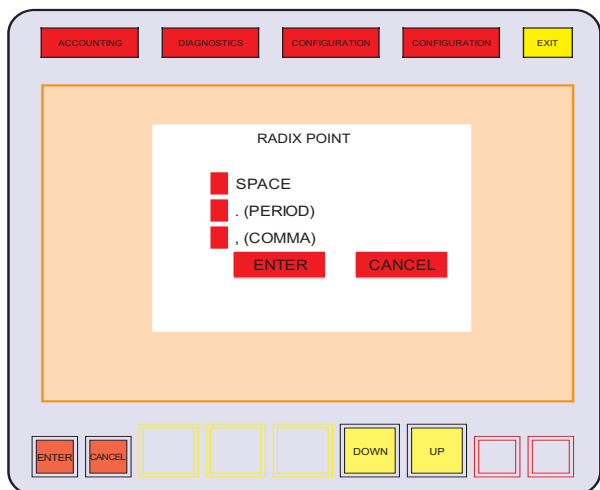 ACCOUNTING DIAGNOSTICS CONFIGURATION CONFIGURATION EXIT
RADIX POINT
SPACE
. (PERIOD)
, (COMMA)
ENTER CANCEL
ENTER CANCEL DOWN UP